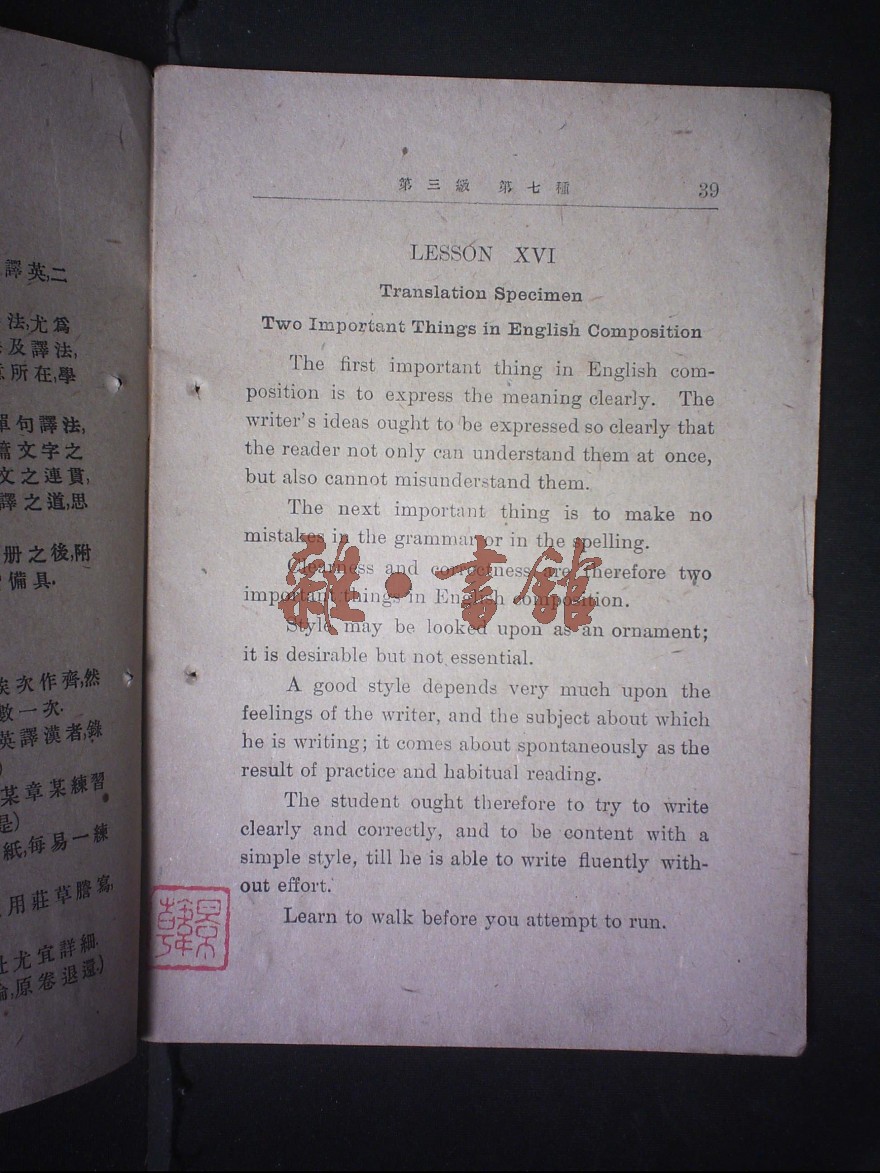 譯英,二
法,尤爲
及譯法,
所在,學
單句譯法,
篇文字之
文之連貫,
譯之道,思
册之後,附
備具.
俟次作齊,然
數一次.
英譯漢者,錄
某章某練習
是)
紙,每易一練
用莊草謄寫,
尤宜詳細.
原卷退還.)
第三級 第七種 39
LESSON XVI
Translation Specimen
Two Important Things in English Composition
The first important thing in English com-
position is to express the meaning clearly. The
writer's ideas ought to be expressed so clearly that
the reader not only can understand them at once,
but also cannot misunderstand them.
The next important thing is to make no
mistakes in the grammar or in the spelling.
Clearness and correctness are therefore two
important things in English composition.
Style may be looked upon as an ornament;
it is desirable but not essential.
A good style depends very much upon the
feelings of the writer, and the subject about which
he is writing; it comes about spontaneously as the
result of practice and habitual reading.
The student ought therefore to try to write
clearly and correctly, and to be content with a
simple style, till he is able to write fluently with-
out effort.
Learn to walk before you attempt to run.
雜·書館